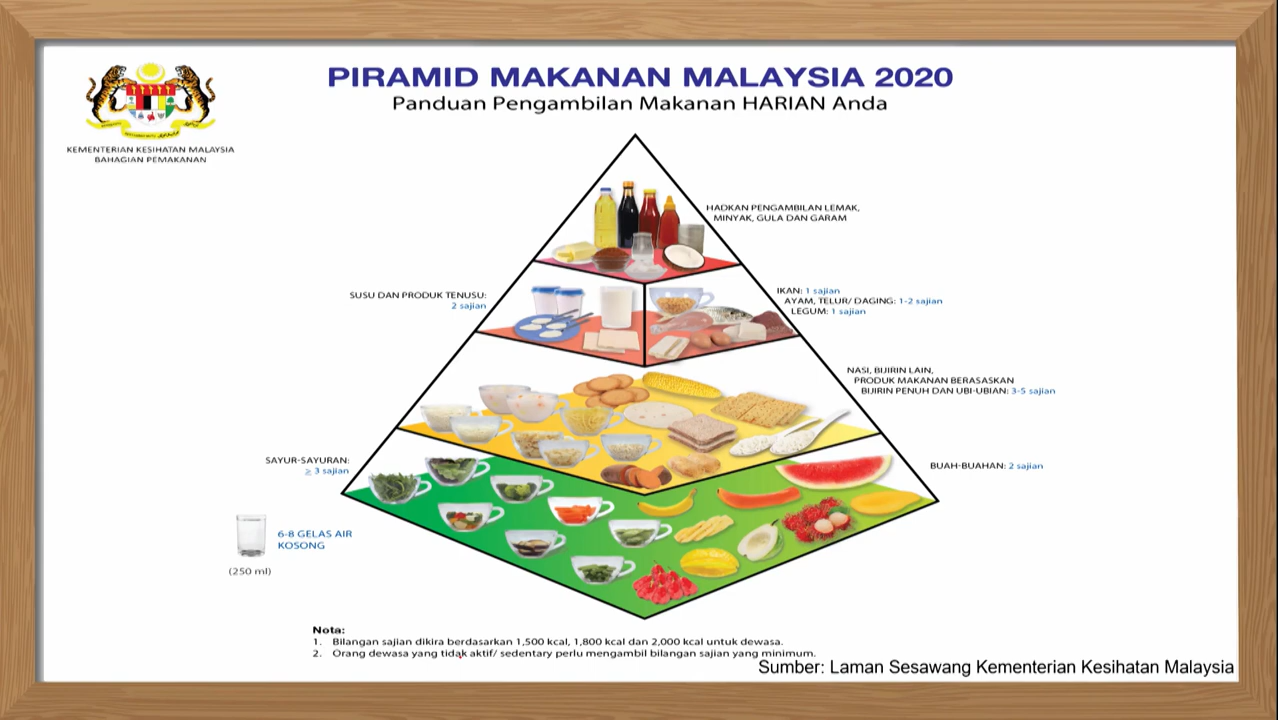 PIRAMID MAKANAN MALAYSIA 2020
Panduan Pengambilan Makanan HARIAN Anda
KEMENTERIAN KESIHATAN MALAYSIA
BAHAGIAN PEMAKANAN
HADKAN PENGAMBILAN LEMAK,
MINYAK, GULA DAN GARAM
SUSU DAN PRODUK TENUSU:
2 sajian
IKAN: 1 sajian
AYAM, TELUR/ DAGING: 1-2 sajian
LEGUM: 1 sajian
NASI, BIJIRIN LAIN,
PRODUK MAKANAN BERASASKAN
BIJIRIN PENUH DAN UBI-UBIAN: 3-5 sajian
SAYUR-SAYURAN:
≥ 3 sajian
BUAH-BUAHAN: 2 sajian
6-8 GELAS AIR
KOSONG
(250 ml)
Nota:
1. Bilangan sajian dikira berdasarkan 1,500 kcal, 1,800 kcal dan 2,000 kcal untuk dewasa.
2. Orang dewasa yang tidak aktif/ sedentary perlu mengambil bilangan sajian yang minimum.
Sumber: Laman Sesawang Kementerian Kesihatan Malaysia